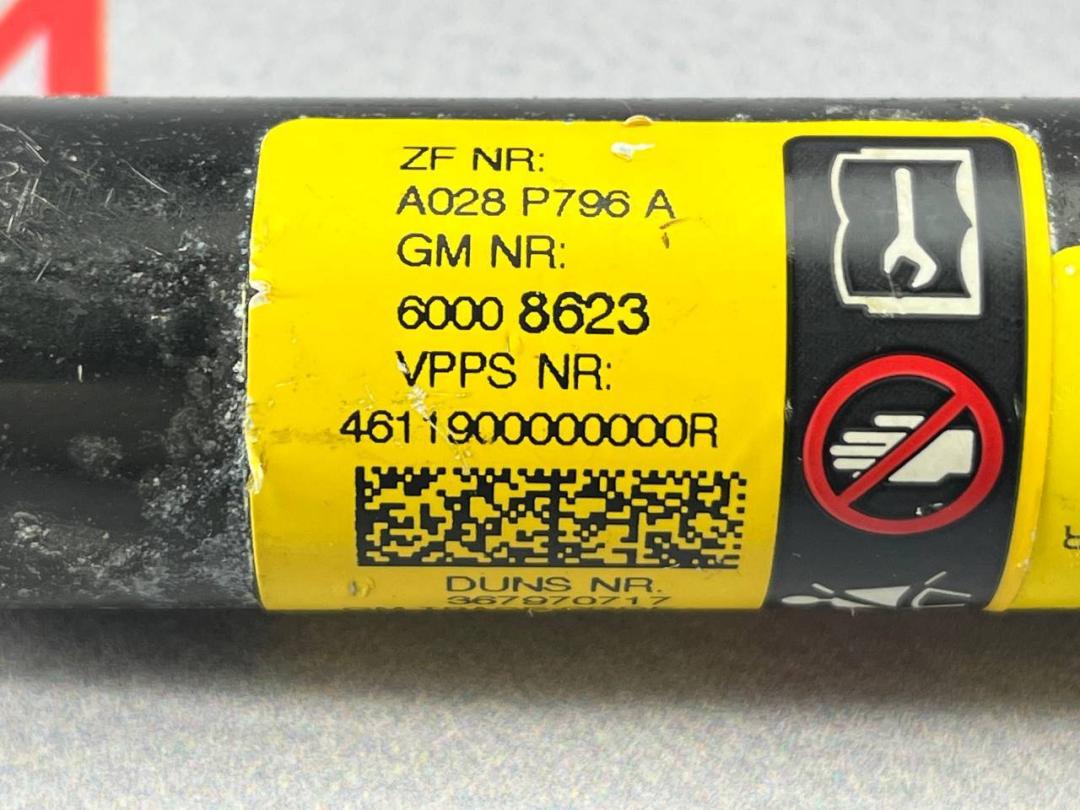 ZF NR:
A028 P796 A
GM NR:
6000 8623
VPPS NR:
4611900000000R
DUNS NR.
367970717
R